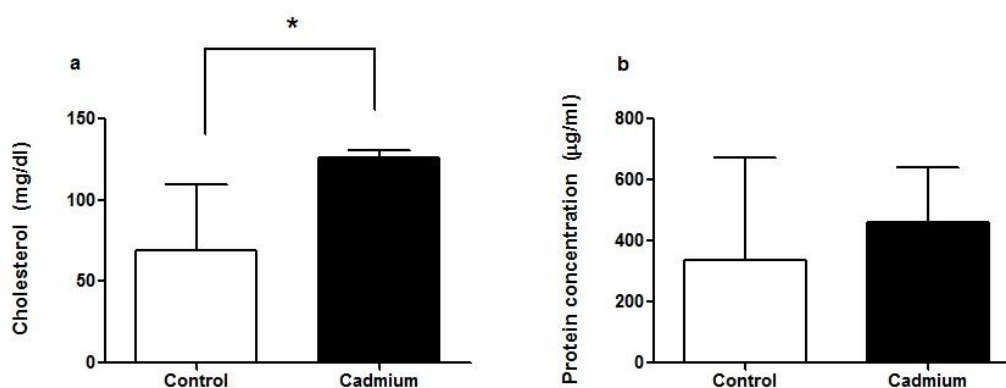 *
a
Cholesterol (mg/dl)
150
100
50
0
Control
Cadmium
b
Protein concentration (µg/ml)
800
600
400
200
0
Control
Cadmium